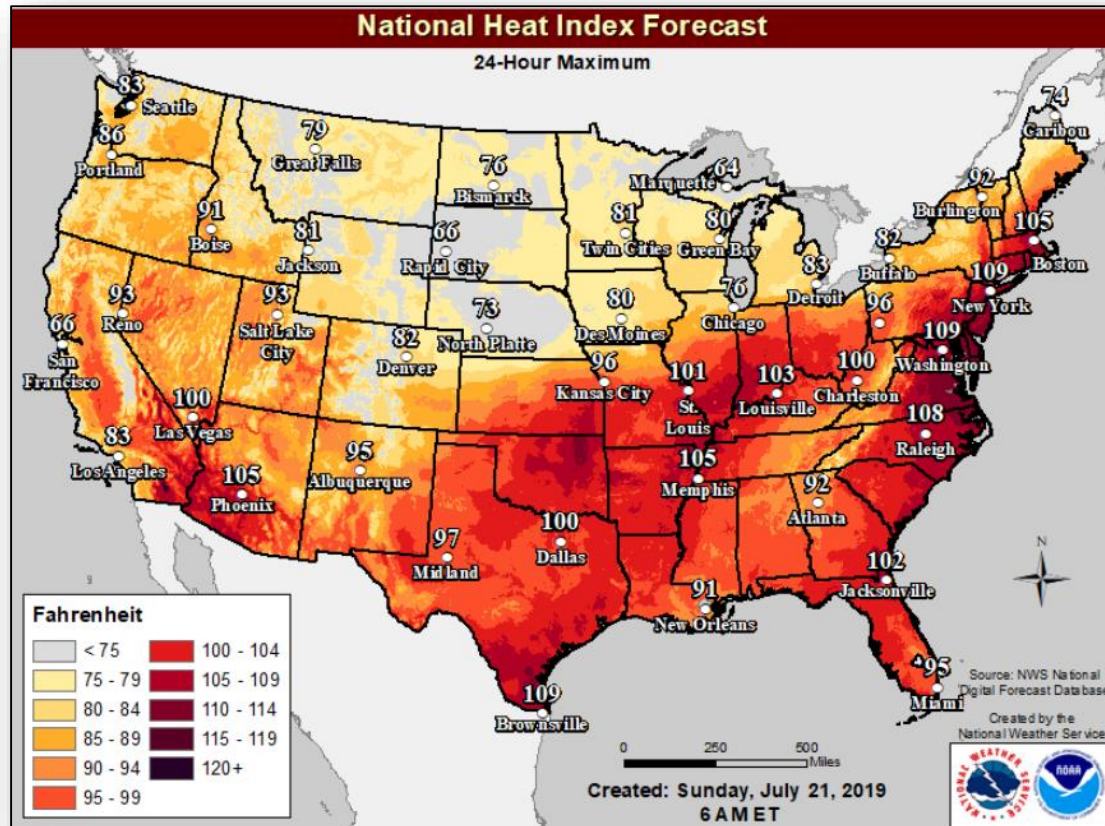 National Heat Index Forecast
24-Hour Maximum
83
Seattle
86
Portland
79
Great Falls
76
Bismarck
64
Marquette
74
Caribou
92
Burlington
91
Boise
81
Jackson
66
Rapid City
81
Twin Cities
80
Green Bay
82
Buffalo
105
Boston
83
Detroit
109
New York
93
Reno
93
Salt Lake
City
73
North Platte
80
Des Moines
76
Chicago
96
109
Washington
66
San
Francisco
82
Denver
96
Kansas City
101
St.
Louis
103
Louisville
100
Charleston
100
Las Vegas
108
Raleigh
83
Los Angeles
105
Phoenix
95
Albuquerque
105
Memphis
92
Atlanta
97
Midland
100
Dallas
102
Jacksonville
91
New Orleans
109
Brownsville
95
Miami
N
Fahrenheit
< 75
75 - 79
80 - 84
85 - 89
90 - 94
95 - 99
100 - 104
105 - 109
110 - 114
115 - 119
120+
0 250 500
Miles
Created: Sunday, July 21, 2019
6 AM ET
Source: NWS National
Digital Forecast Database
Created by the
National Weather Service
NATIONAL WEATHER SERVICE
NOAA